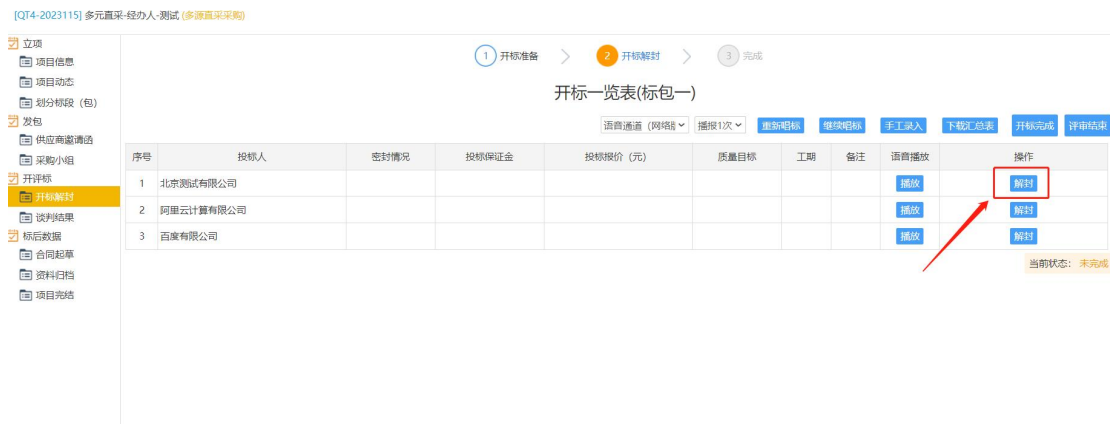 [QT4-2023115] 多元直采-经办人-测试 (多源直采采购)
立项
项目信息
项目动态
划分标段（包）
发包
供应商邀请函
采购小组
开评标
开标解封
谈判结果
标后数据
合同起草
资料归档
项目完结
1 开标准备 2 开标解封 3 完成
开标一览表(标包一)
语音通道（网络 播报1次 重新唱标 继续唱标 手工录入 下载汇总表 开标完成 评审结束
序号 投标人 密封情况 投标保证金 投标报价（元） 质量目标 工期 备注 语音播放 操作
1 北京测试有限公司 播放 解封
2 阿里云计算有限公司 播放 解封
3 百度有限公司 播放 解封
当前状态： 未完成